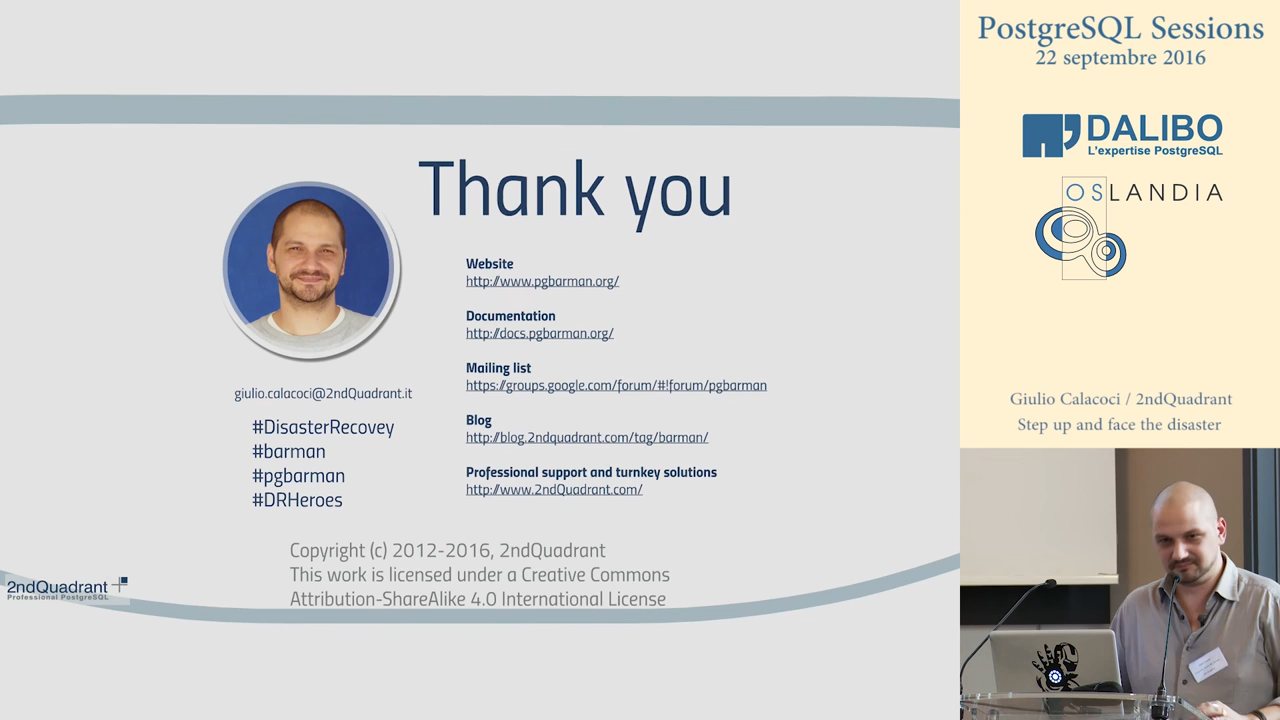 Thank you
Website
http://www.pgbarman.org/
Documentation
http://docs.pgbarman.org/
Mailing list
https://groups.google.com/forum/#!forum/pgbarman
Blog
http://blog.2ndquadrant.com/tag/barman/
Professional support and turnkey solutions
http://www.2ndQuadrant.com/
giulio.calacoci@2ndQuadrant.it
#DisasterRecovey
#barman
#pgbarman
#DRHeroes
Copyright (c) 2012-2016, 2ndQuadrant
This work is licensed under a Creative Commons
Attribution-ShareAlike 4.0 International License
2ndQuadrant
Professional PostgreSQL
PostgreSQL Sessions
22 septembre 2016
DALIBO
L'expertise PostgreSQL
OSLANDIA
Giulio Calacoci / 2ndQuadrant
Step up and face the disaster